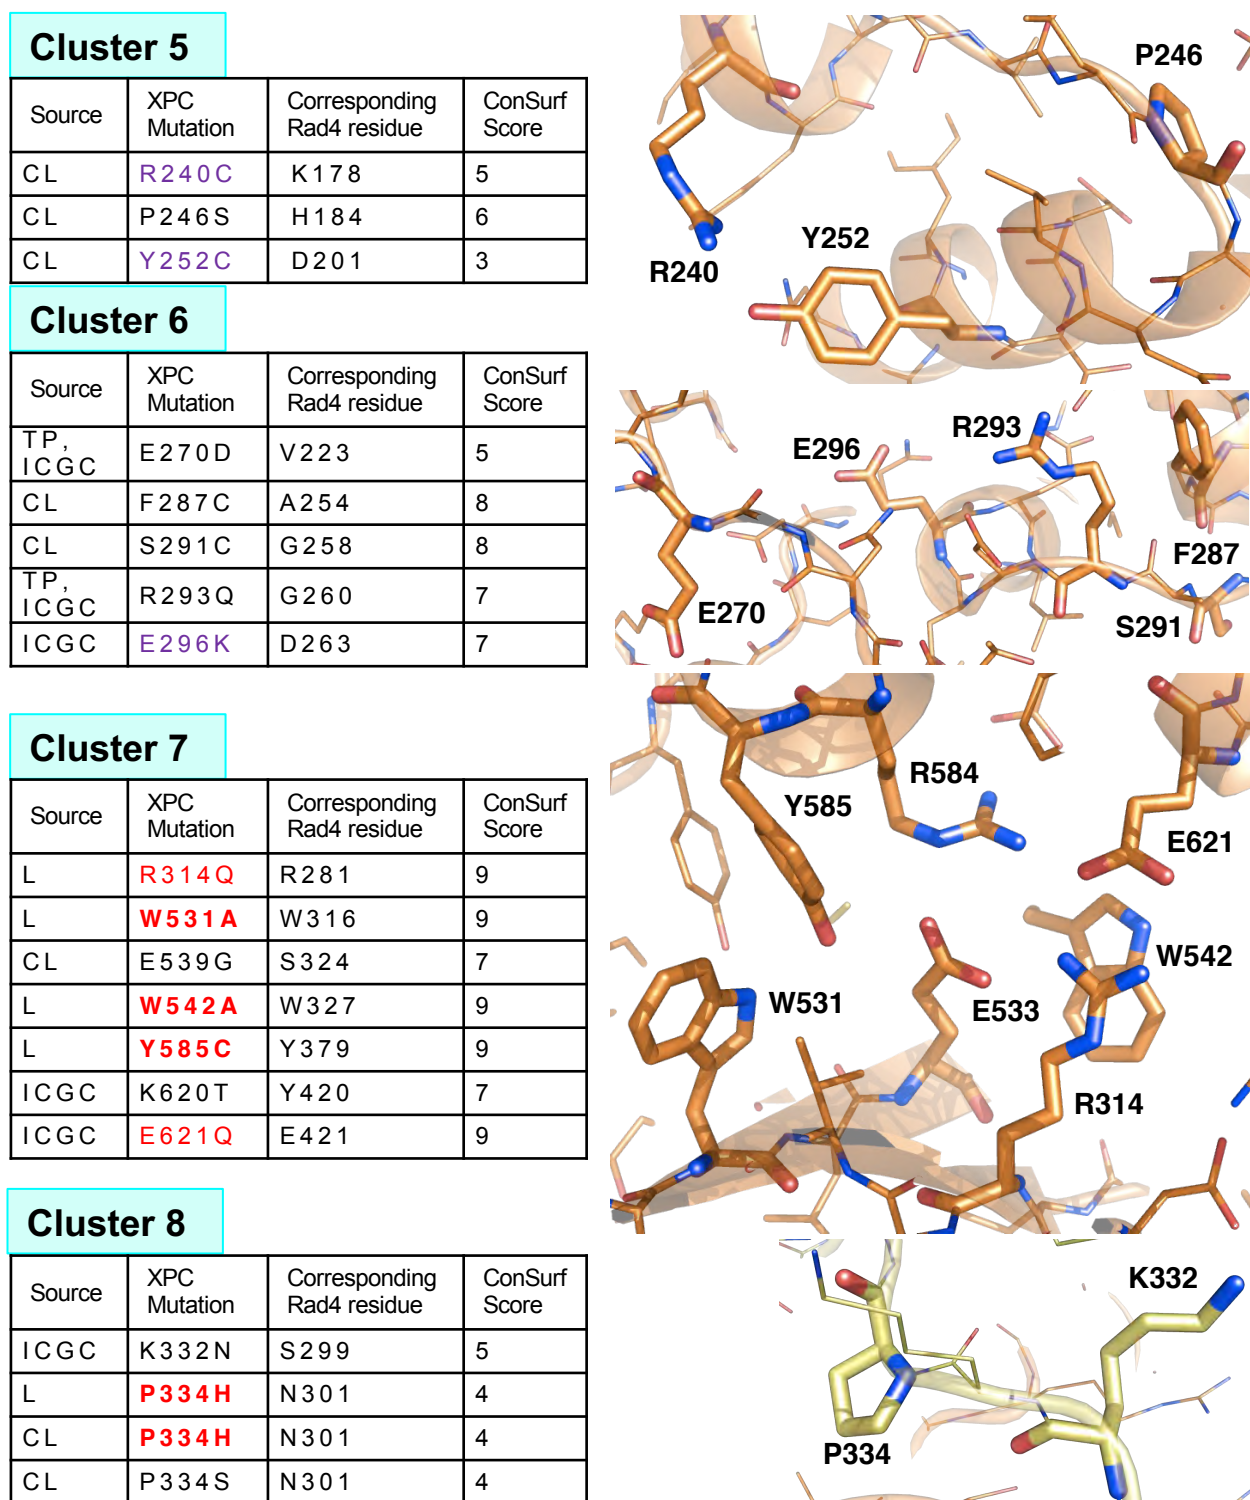 Cluster 5
Source XPC Mutation Corresponding Rad4 residue ConSurf Score
CL R240C K178 5
CL P246S H184 6
CL Y252C D201 3
P246
Y252
R240
Cluster 6
Source XPC Mutation Corresponding Rad4 residue ConSurf Score
TP, ICGC E270D V223 5
CL F287C A254 8
CL S291C G258 8
TP, ICGC R293Q G260 7
ICGC E296K D263 7
R293
E296
F287
E270
S291
Cluster 7
Source XPC Mutation Corresponding Rad4 residue ConSurf Score
L R314Q R281 9
L W531A W316 9
CL E539G S324 7
L W542A W327 9
L Y585C Y379 9
ICGC K620T Y420 7
ICGC E621Q E421 9
R584
Y585
E621
W542
W531
E533
R314
Cluster 8
Source XPC Mutation Corresponding Rad4 residue ConSurf Score
ICGC K332N S299 5
L P334H N301 4
CL P334H N301 4
CL P334S N301 4
K332
P334